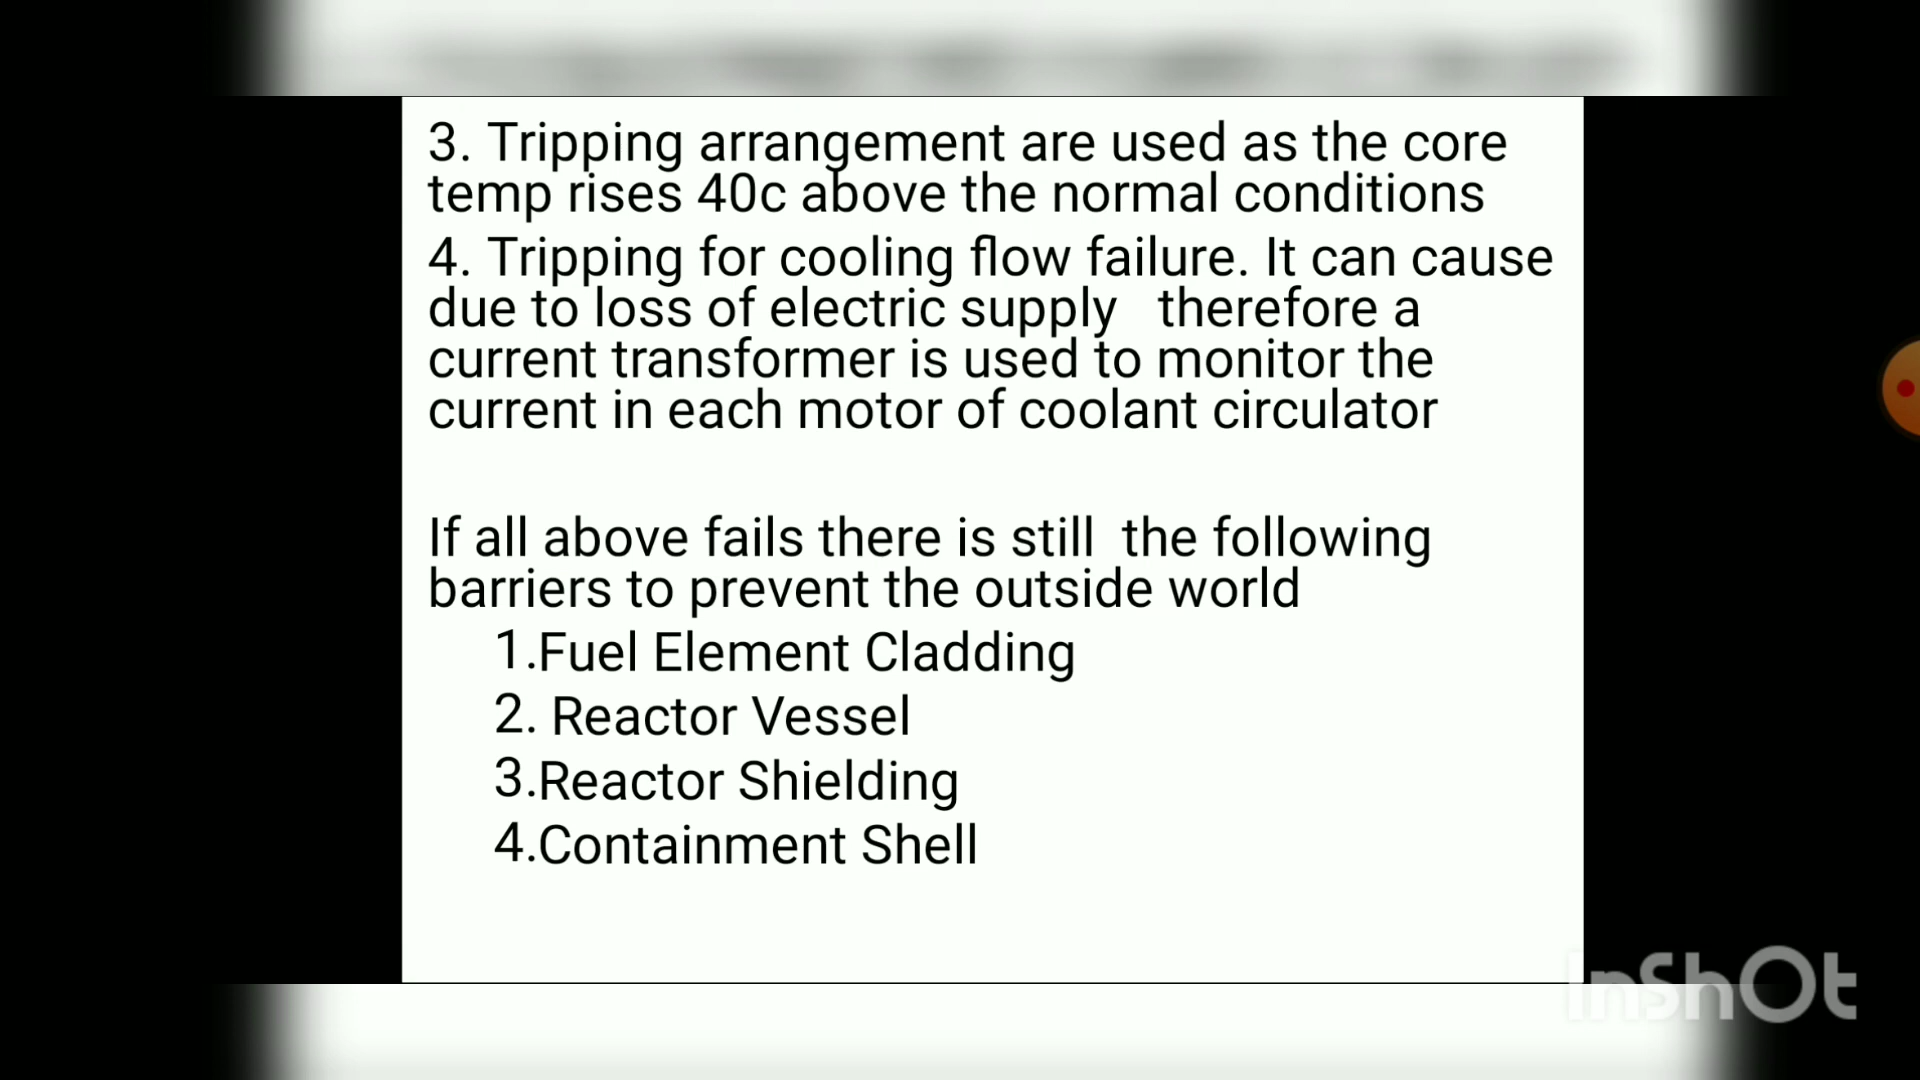 3. Tripping arrangement are used as the core
temp rises 40c above the normal conditions
4. Tripping for cooling flow failure. It can cause
due to loss of electric supply   therefore a
current transformer is used to monitor the
current in each motor of coolant circulator
If all above fails there is still  the following
barriers to prevent the outside world
1.Fuel Element Cladding
2. Reactor Vessel
3.Reactor Shielding
4.Containment Shell
InShOt